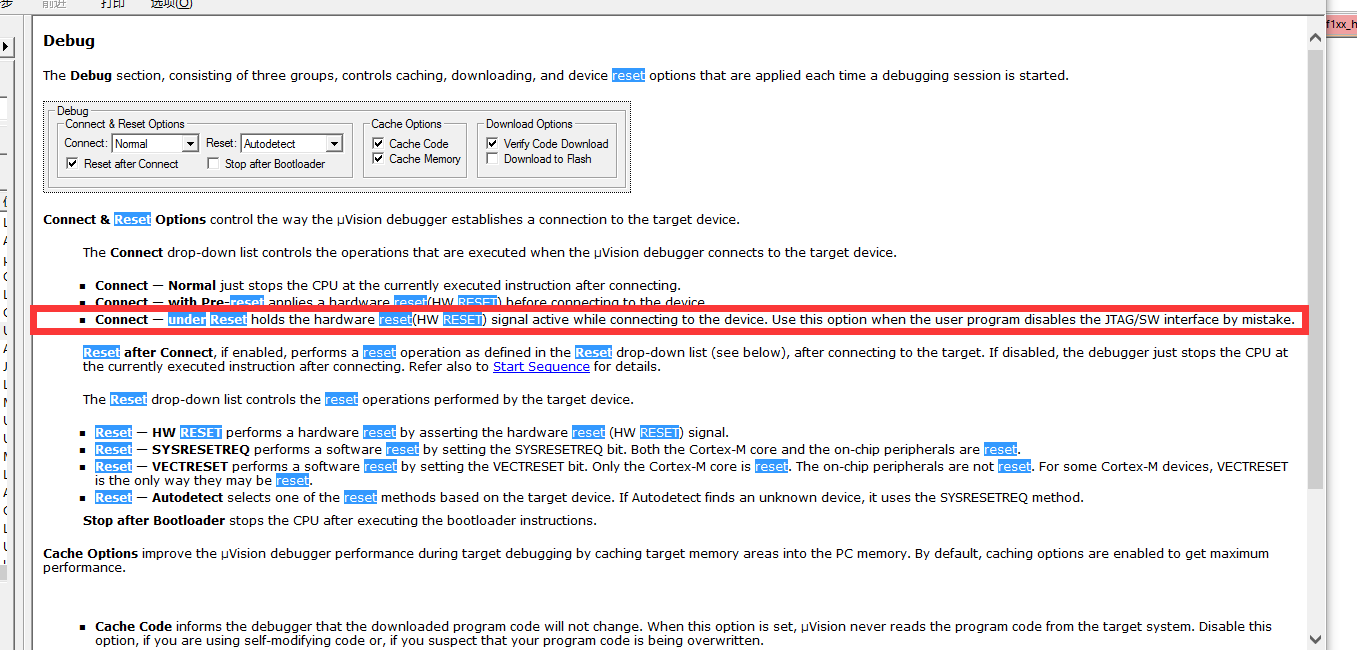 步 前进 打印 选项(O)
f1xx_h
Debug
The Debug section, consisting of three groups, controls caching, downloading, and device reset options that are applied each time a debugging session is started.
Debug
Connect & Reset Options
Connect: Normal Reset: Autodetect
Reset after Connect Stop after Bootloader
Cache Options
Cache Code
Cache Memory
Download Options
Verify Code Download
Download to Flash
Connect & Reset Options control the way the µVision debugger establishes a connection to the target device.
The Connect drop-down list controls the operations that are executed when the µVision debugger connects to the target device.
Connect — Normal just stops the CPU at the currently executed instruction after connecting.
Connect — with Pre-reset applies a hardware reset(HW RESET) before connecting to the device.
Connect — under Reset holds the hardware reset(HW RESET) signal active while connecting to the device. Use this option when the user program disables the JTAG/SW interface by mistake.
Reset after Connect, if enabled, performs a reset operation as defined in the Reset drop-down list (see below), after connecting to the target. If disabled, the debugger just stops the CPU at
the currently executed instruction after connecting. Refer also to Start Sequence for details.
The Reset drop-down list controls the reset operations performed by the target device.
Reset — HW RESET performs a hardware reset by asserting the hardware reset (HW RESET) signal.
Reset — SYSRESETREQ performs a software reset by setting the SYSRESETREQ bit. Both the Cortex-M core and the on-chip peripherals are reset.
Reset — VECTRESET performs a software reset by setting the VECTRESET bit. Only the Cortex-M core is reset. The on-chip peripherals are not reset. For some Cortex-M devices, VECTRESET
is the only way they may be reset.
Reset — Autodetect selects one of the reset methods based on the target device. If Autodetect finds an unknown device, it uses the SYSRESETREQ method.
Stop after Bootloader stops the CPU after executing the bootloader instructions.
Cache Options improve the µVision debugger performance during target debugging by caching target memory areas into the PC memory. By default, caching options are enabled to get maximum
performance.
Cache Code informs the debugger that the downloaded program code will not change. When this option is set, µVision never reads the program code from the target system. Disable this
option, if you are using self-modifying code or, if you suspect that your program code is being overwritten.